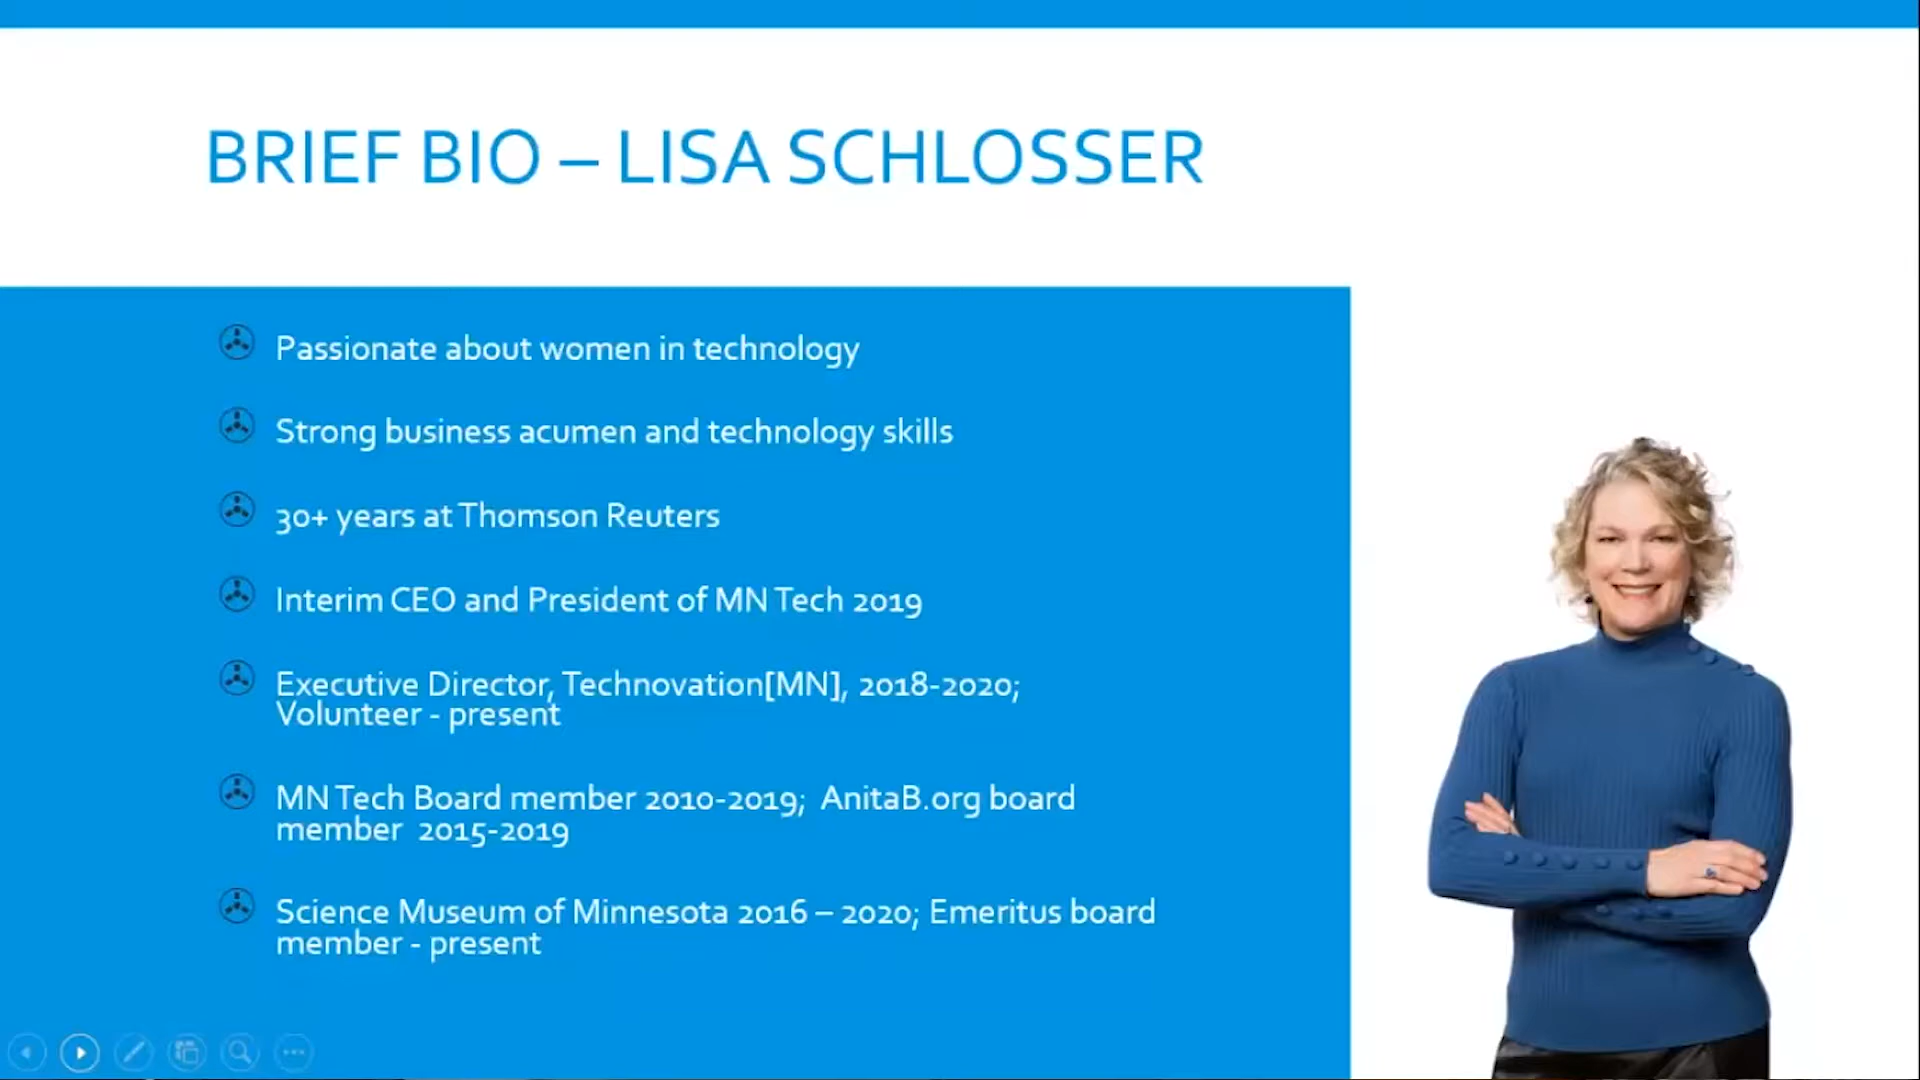 BRIEF BIO – LISA SCHLOSSER
Passionate about women in technology
Strong business acumen and technology skills
30+ years at Thomson Reuters
Interim CEO and President of MN Tech 2019
Executive Director, Technovation[MN], 2018-2020;
Volunteer - present
MN Tech Board member 2010-2019; AnitaB.org board
member 2015-2019
Science Museum of Minnesota 2016 – 2020; Emeritus board
member - present